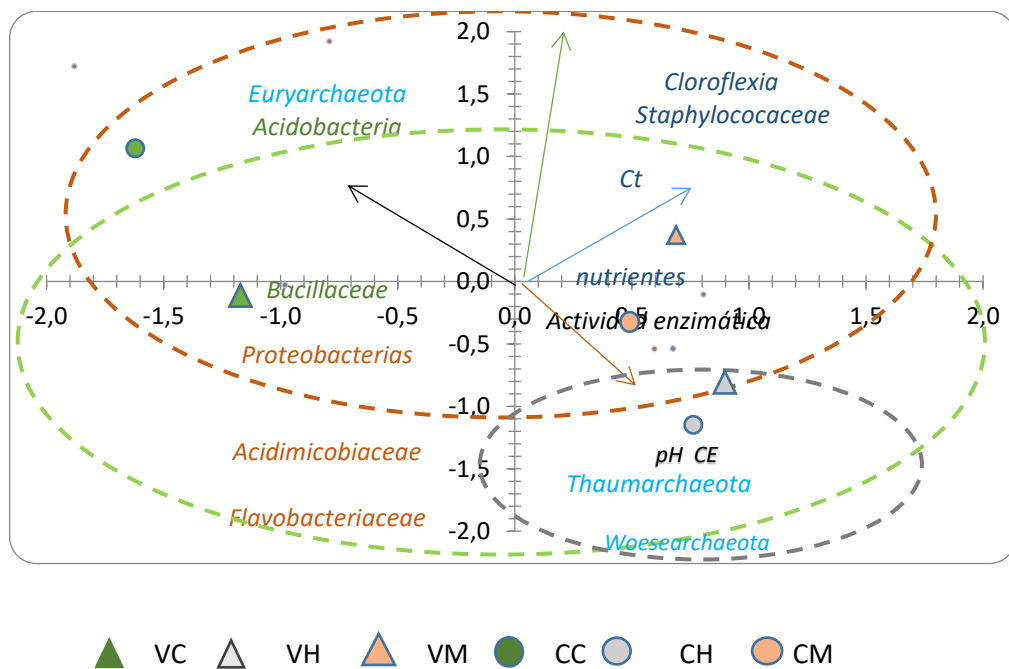 2,0
Cloroflexia
Euryarchaeota
1,5
Staphylococaceae
Acidobacteria
1,0
Ct
0,5
nutrientes
0,0
Bacillaceae
-2,0 -1,5 -1,0 -0,5 0,0 0,5 1,0 1,5 2,0
Actividad enzimática
-0,5
Proteobacterias
-1,0
Acidimicobiaceae
pH CE
-1,5
Thaumarchaeota
Flavobacteriaceae
-2,0
Woesearchaeota
VC VH VM CC CH CM